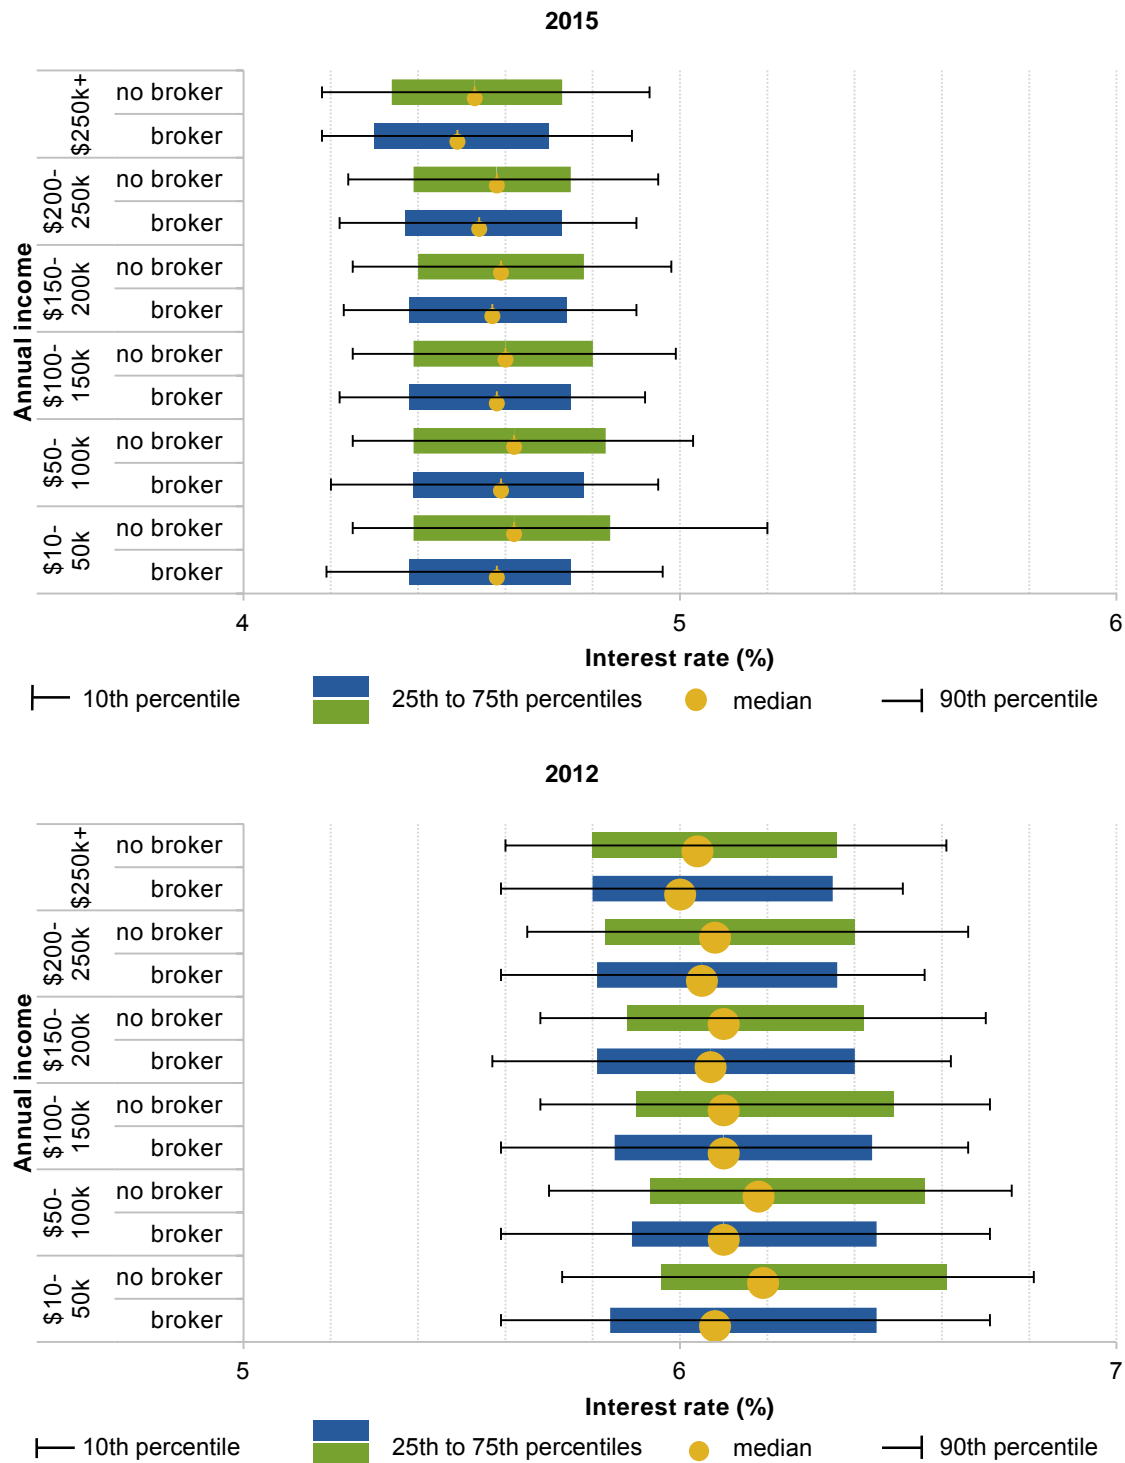 2015
Annual income
$250k+
no broker
broker
$200-
250k
no broker
broker
$150-
200k
no broker
broker
$100-
150k
no broker
broker
$50-
100k
no broker
broker
$10-
50k
no broker
broker
4 5 6
Interest rate (%)
10th percentile 25th to 75th percentiles median 90th percentile
2012
Annual income
$250k+
no broker
broker
$200-
250k
no broker
broker
$150-
200k
no broker
broker
$100-
150k
no broker
broker
$50-
100k
no broker
broker
$10-
50k
no broker
broker
5 6 7
Interest rate (%)
10th percentile 25th to 75th percentiles median 90th percentile